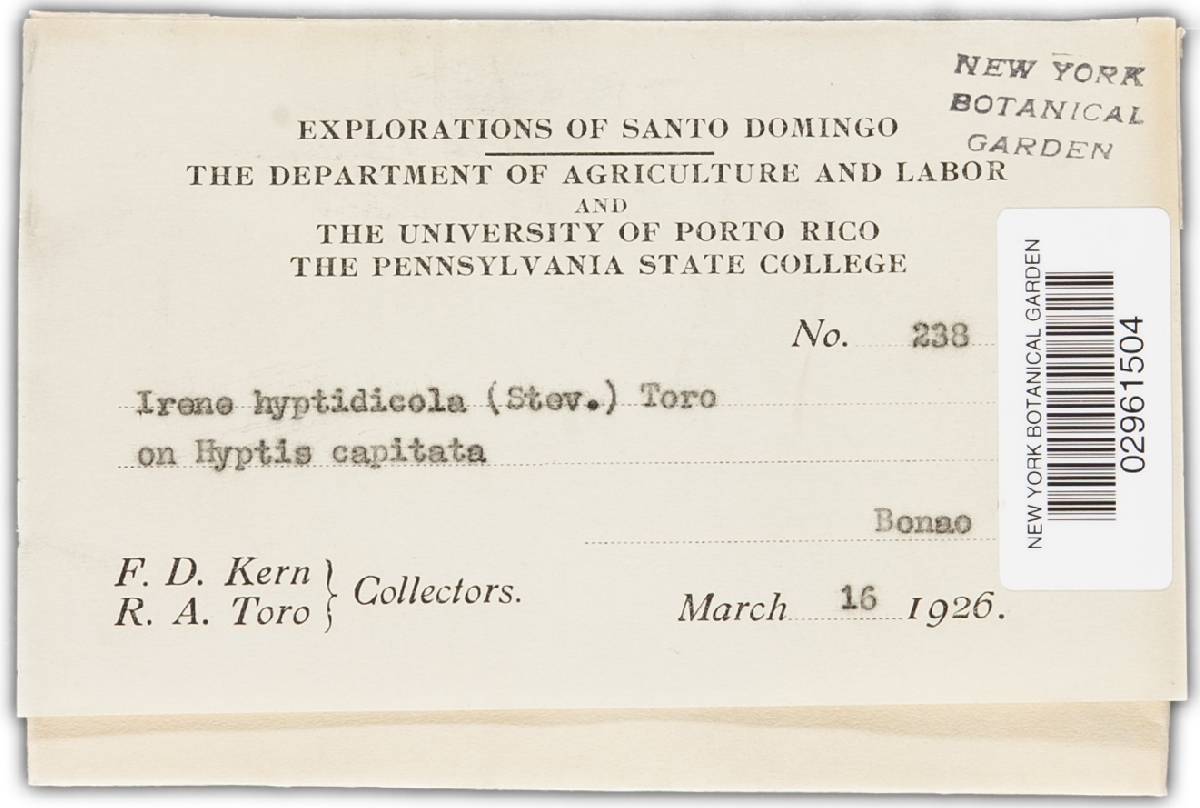 NEW YORK
BOTANICAL
GARDEN
EXPLORATIONS OF SANTO DOMINGO
THE DEPARTMENT OF AGRICULTURE AND LABOR
AND
THE UNIVERSITY OF PORTO RICO
THE PENNSYLVANIA STATE COLLEGE
No. 238
Irene hyptidicola (Stev.) Toro
on Hyptis capitata
Bonao
F. D. Kern
R. A. Toro
} Collectors.
March 16 1926.
NEW YORK BOTANICAL GARDEN
02961504